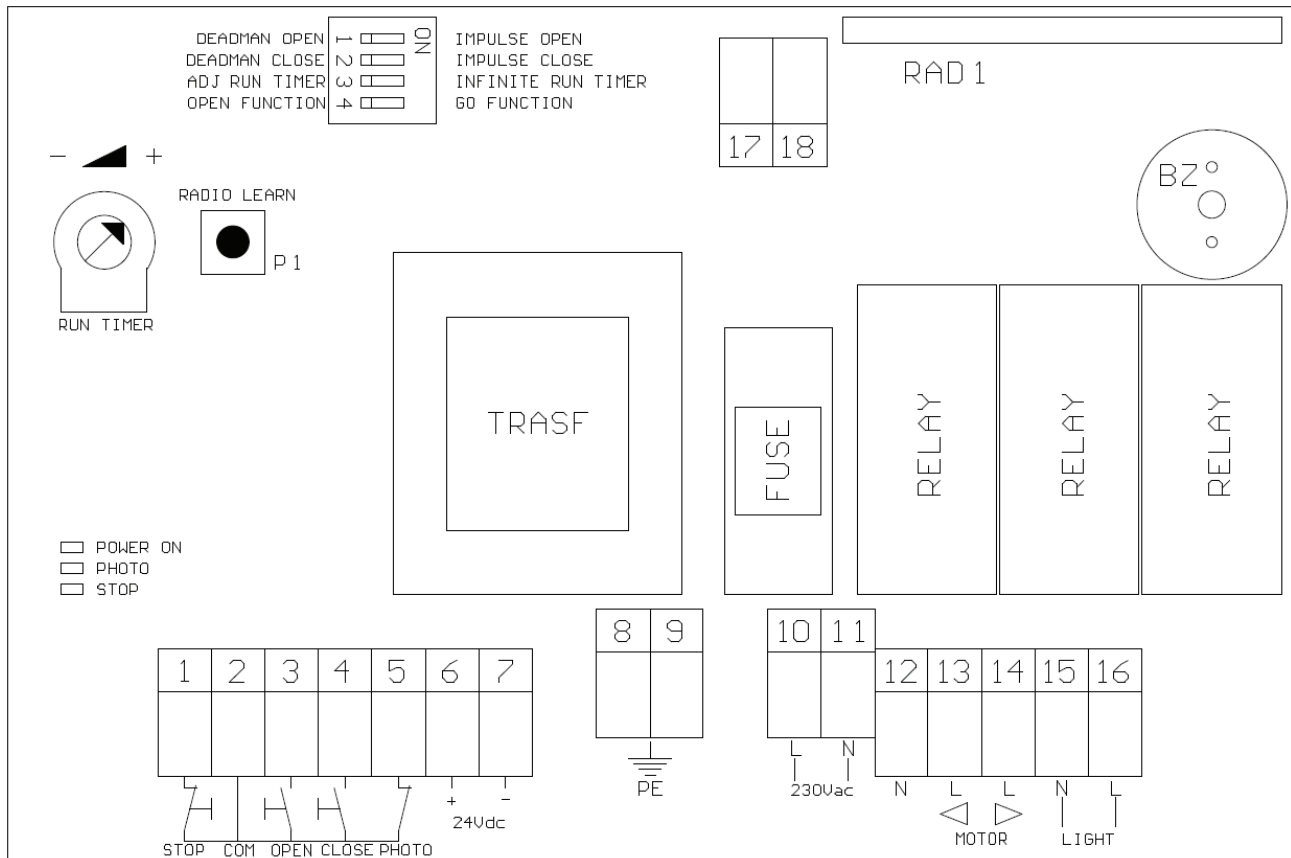 DEADMAN OPEN 1 ON IMPULSE OPEN
DEADMAN CLOSE 2 IMPULSE CLOSE
ADJ RUN TIMER 3 INFINITE RUN TIMER
OPEN FUNCTION 4 GO FUNCTION
RAD 1
17 18
- +
RADIO LEARN
P1
RUN TIMER
BZ
TRASF
FUSE
RELAY
RELAY
RELAY
POWER ON
PHOTO
STOP
8 9
10 11
1 2 3 4 5 6 7
12 13 14 15 16
PE
L N
230Vac
+ -
24Vdc
STOP COM OPEN CLOSE PHOTO
N L L N L
MOTOR LIGHT